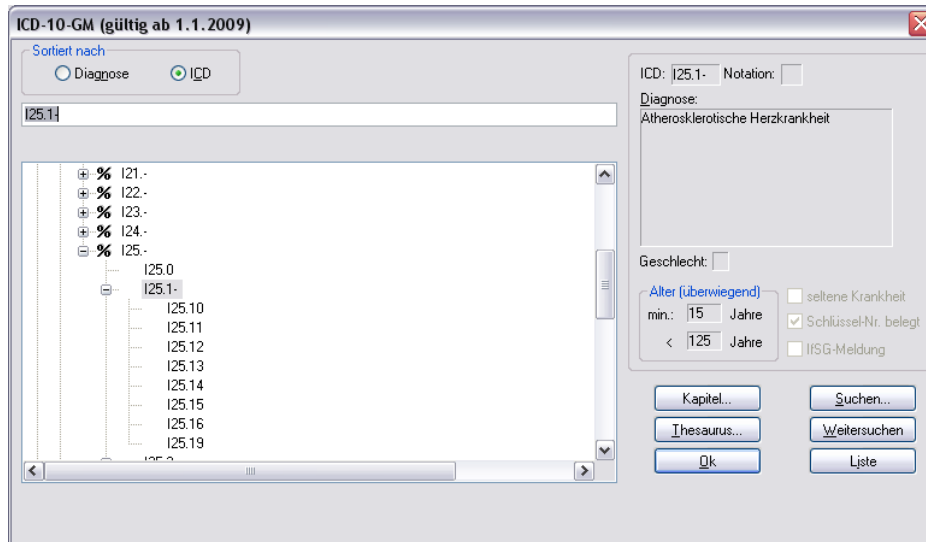 ICD-10-GM (gültig ab 1.1.2009)
Sortiert nach
Diagnose ICD
I25.1-
% I21.-
% I22.-
% I23.-
% I24.-
% I25.-
I25.0
I25.1-
I25.10
I25.11
I25.12
I25.13
I25.14
I25.15
I25.16
I25.19
ICD: I25.1- Notation:
Diagnose:
Atherosklerotische Herzkrankheit
Geschlecht:
Alter (überwiegend)
min.: 15 Jahre
< 125 Jahre
seltene Krankheit
Schlüssel-Nr. belegt
IfSG-Meldung
Kapitel... Suchen...
Thesaurus... Weitersuchen
Ok Liste